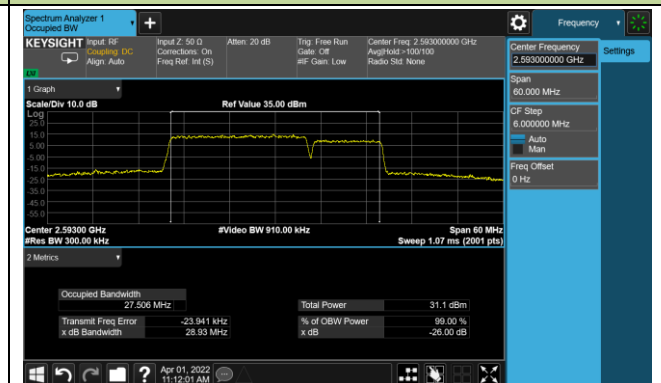 Spectrum Analyzer 1
Occupied BW
Frequency
KEYSIGHT
Input: RF
Coupling: DC
Align: Auto
Input Z: 50 Ω
Corrections: On
Freq Ref: Int (S)
Atten: 20 dB
Trig: Free Run
Gate: Off
#IF Gain: Low
Center Freq: 2.593000000 GHz
Avg|Hold:>100/100
Radio Std: None
Center Frequency
2.593000000 GHz
Settings
Span
60.000 MHz
CF Step
6.000000 MHz
Auto
Man
Freq Offset
0 Hz
1 Graph
Scale/Div 10.0 dB
Ref Value 35.00 dBm
Log
25.0
15.0
5.00
-5.00
-15.0
-25.0
-35.0
-45.0
-55.0
Center 2.59300 GHz
#Video BW 910.00 kHz
Span 60 MHz
#Res BW 300.00 kHz
Sweep 1.07 ms (2001 pts)
2 Metrics
Occupied Bandwidth
27.506 MHz
Total Power
31.1 dBm
Transmit Freq Error
-23.941 kHz
% of OBW Power
99.00 %
x dB Bandwidth
28.93 MHz
x dB
-26.00 dB
Apr 01, 2022
11:12:01 AM